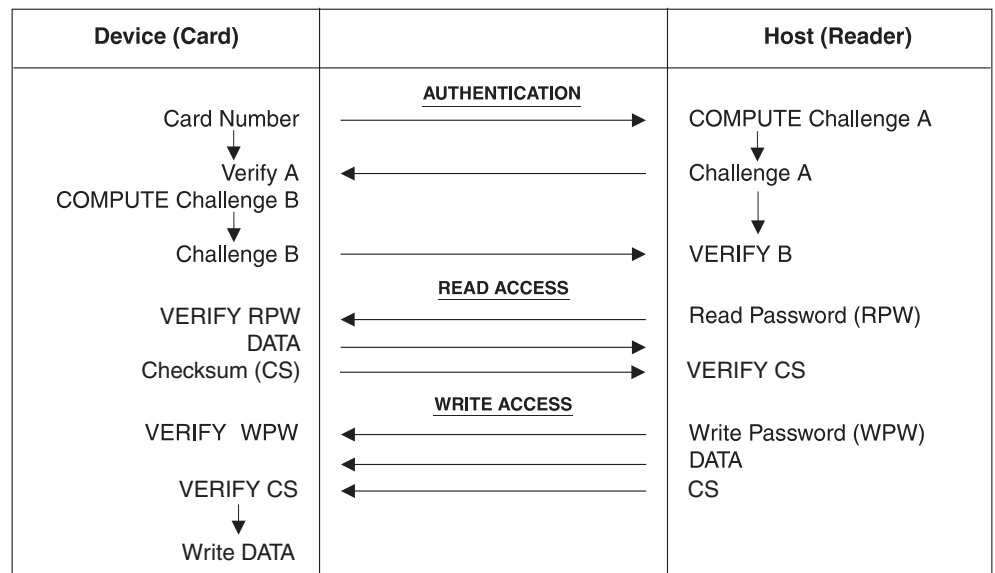 Device (Card) Host (Reader)
AUTHENTICATION
Card Number COMPUTE Challenge A
Verify A Challenge A
COMPUTE Challenge B
Challenge B VERIFY B
READ ACCESS
VERIFY RPW Read Password (RPW)
DATA
Checksum (CS) VERIFY CS
WRITE ACCESS
VERIFY WPW Write Password (WPW)
DATA
VERIFY CS CS
Write DATA